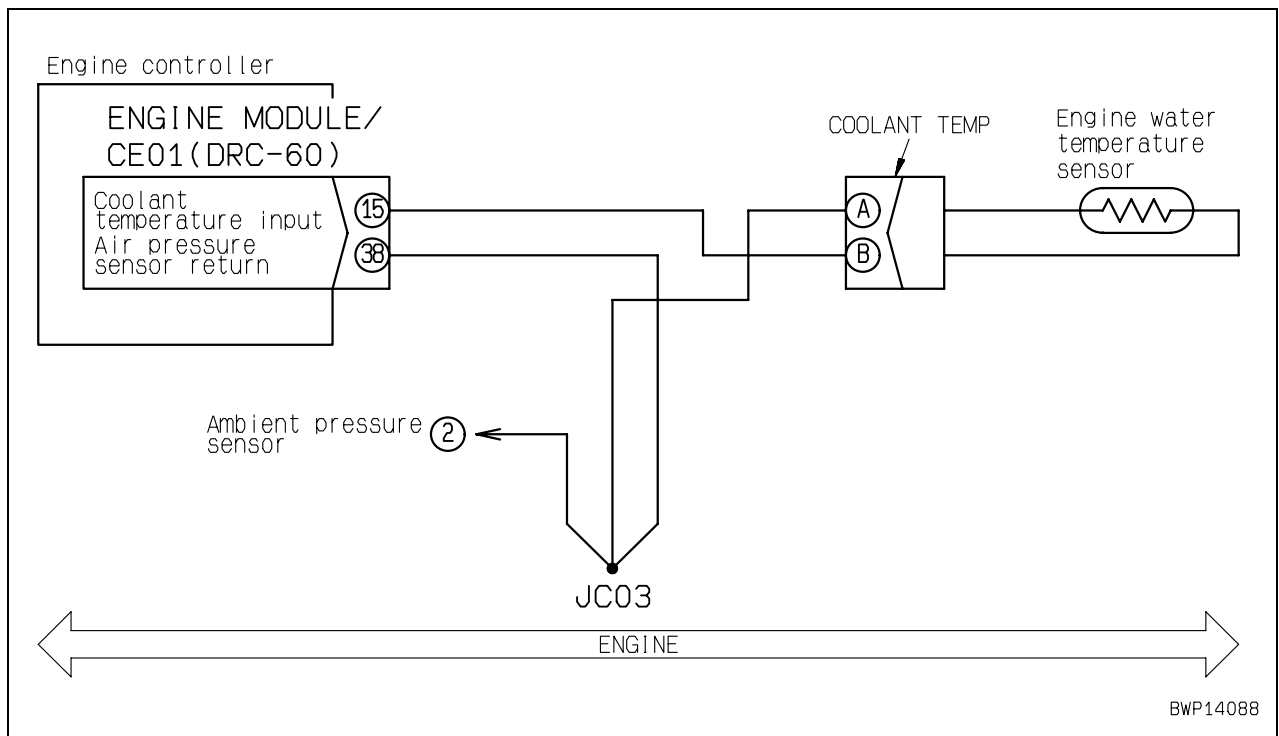 Engine controller
ENGINE MODULE/
CE01(DRC-60)
Coolant
temperature input
Air pressure
sensor return
15
38
COOLANT TEMP
A
B
Engine water
temperature
sensor
Ambient pressure
sensor
2
JC03
ENGINE
BWP14088